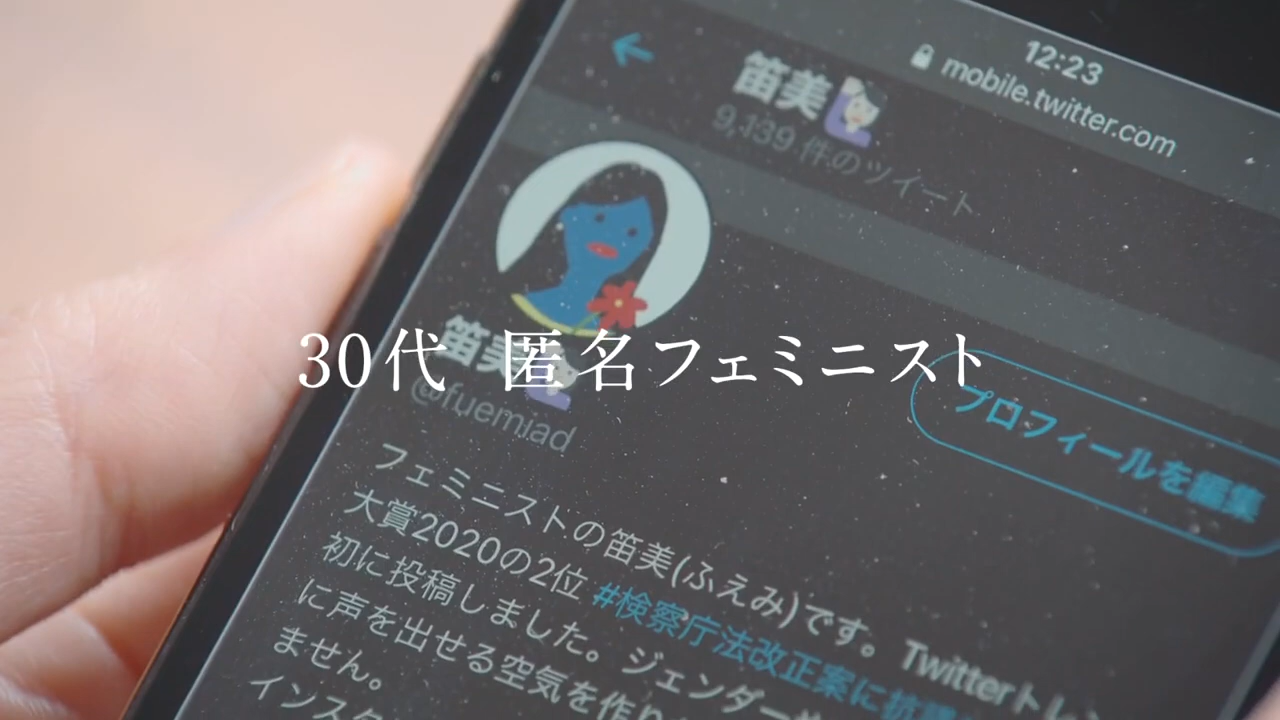 12:23
mobile.twitter.com
笛美
9,139 件のツイート
30代 匿名フェミニスト
笛美
@fuemiad
プロフィールを編集
フェミニストの笛美(ふえみ)です。 Twitterトレン
大賞2020の2位 #検察庁法改正案に抗議
初に投稿しました。ジェンダー
に声を出せる空気を作り
ません。
インスタ